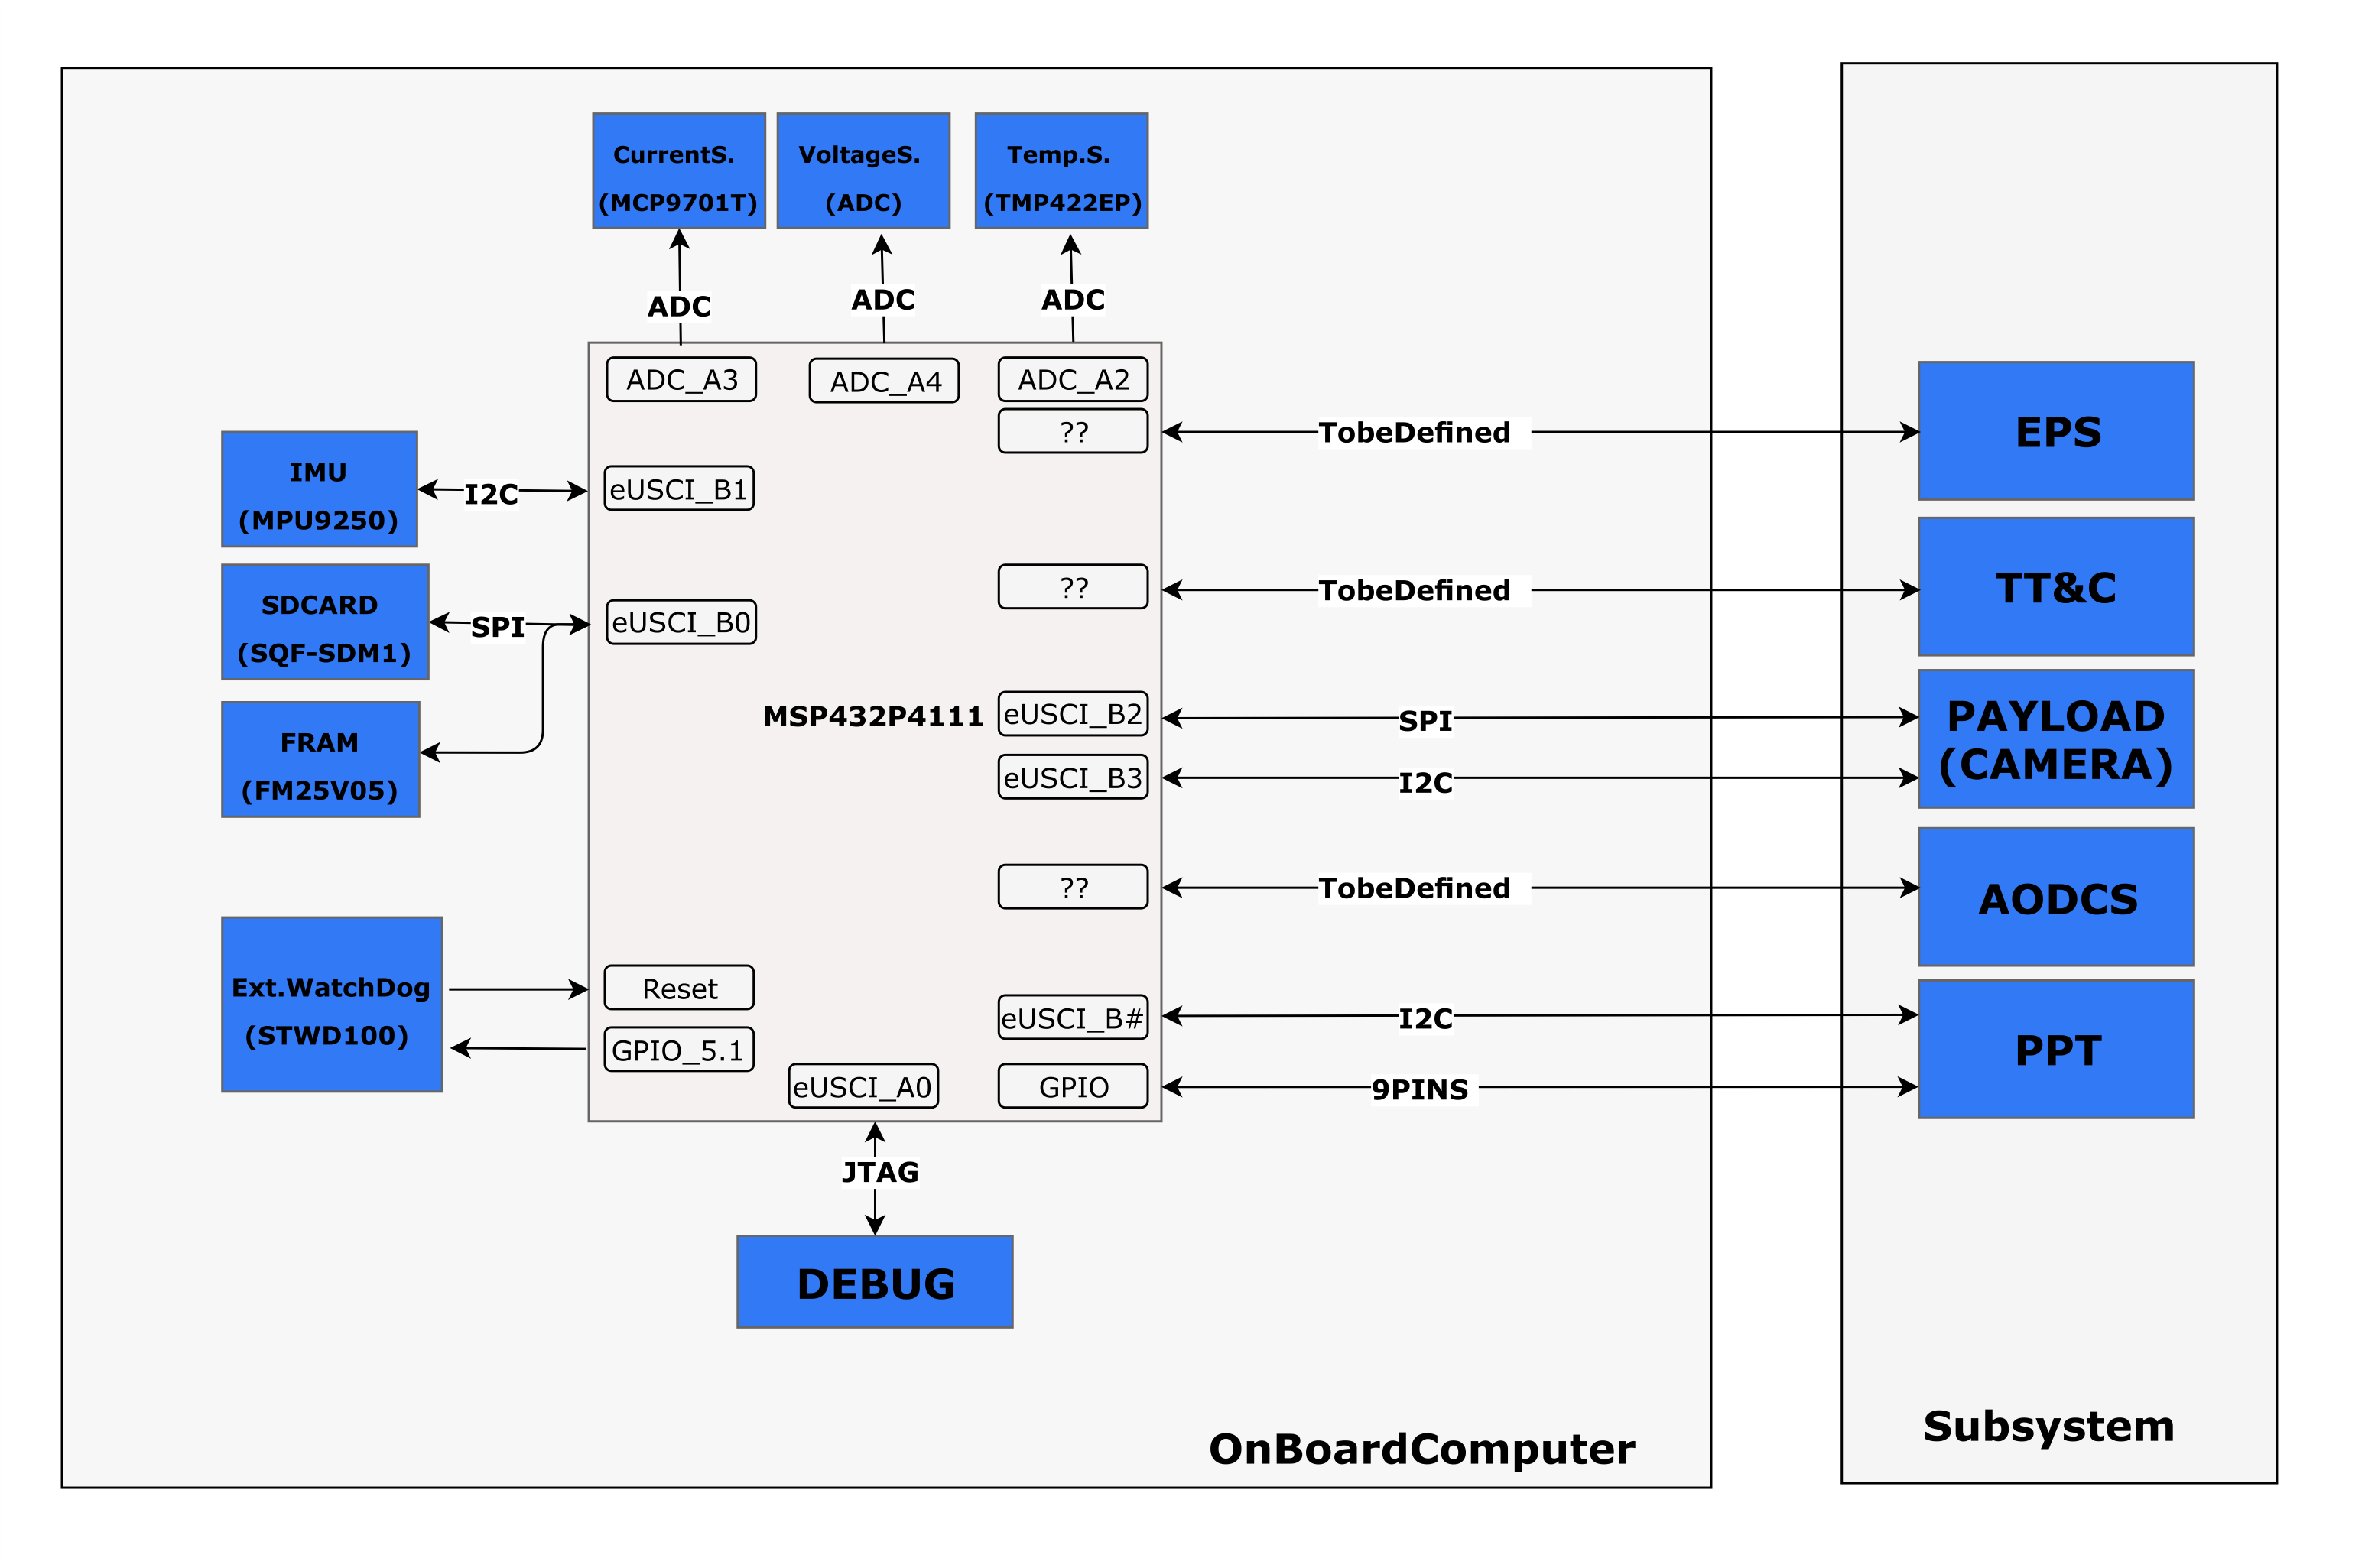 CurrentS.
(MCP9701T)
VoltageS.
(ADC)
Temp.S.
(TMP422EP)
ADC
ADC
ADC
ADC_A3
ADC_A4
ADC_A2
??
TobeDefined
EPS
IMU
(MPU9250)
I2C
eUSCI_B1
SDCARD
(SQF-SDM1)
SPI
eUSCI_B0
??
TobeDefined
TT&C
FRAM
(FM25V05)
MSP432P4111
eUSCI_B2
SPI
eUSCI_B3
I2C
PAYLOAD
(CAMERA)
??
TobeDefined
AODCS
Ext.WatchDog
(STWD100)
Reset
GPIO_5.1
eUSCI_B#
I2C
eUSCI_A0
GPIO
9PINS
PPT
JTAG
DEBUG
OnBoardComputer
Subsystem